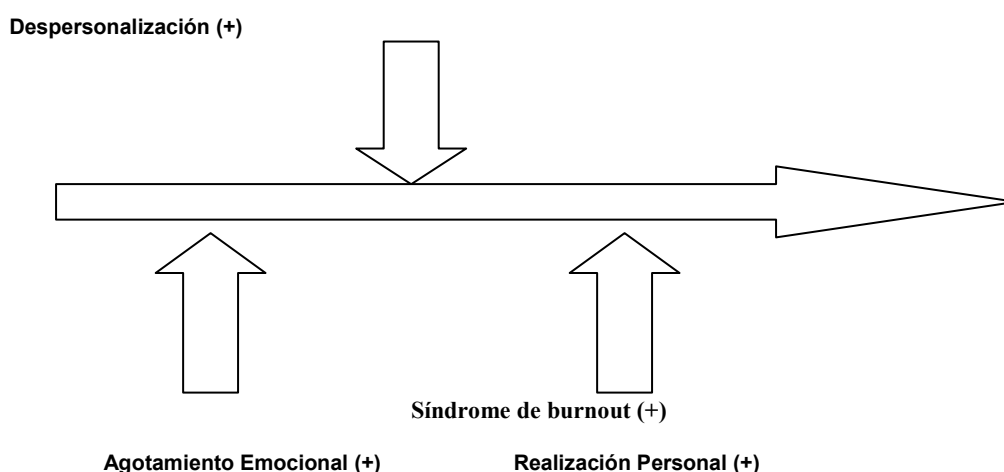 Despersonalización (+)
Síndrome de burnout (+)
Agotamiento Emocional (+)
Realización Personal (+)